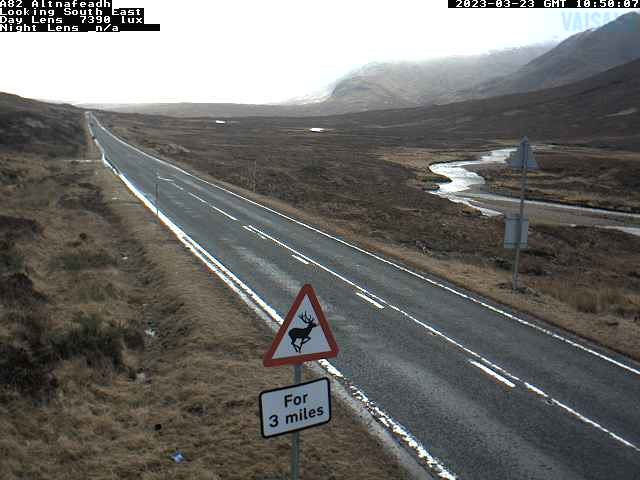 A82 Altnafeadh
Looking South East
Day Lens 7390 lux
Night Lens n/a
2023-03-23 GMT 10:50:07
VAISALA
For
3 miles